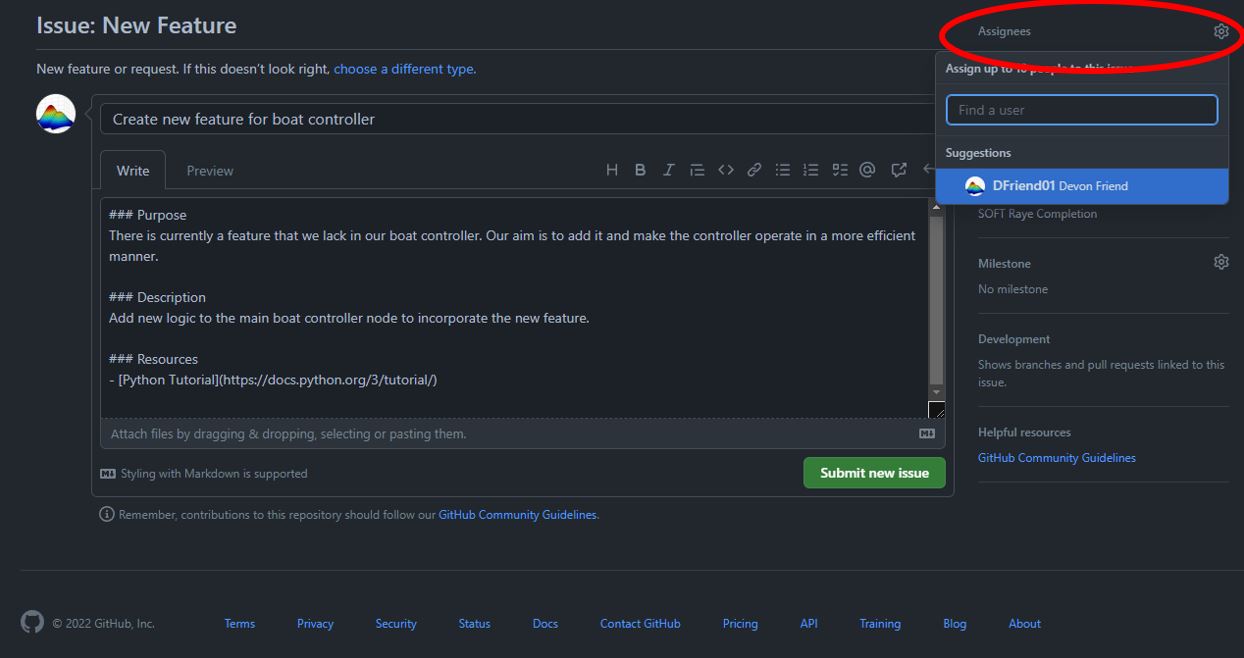 Issue: New Feature
New feature or request. If this doesn't look right, choose a different type.
Create new feature for boat controller
Write
Preview
### Purpose
There is currently a feature that we lack in our boat controller. Our aim is to add it and make the controller operate in a more efficient
manner.
### Description
Add new logic to the main boat controller node to incorporate the new feature.
### Resources
- [Python Tutorial](https://docs.python.org/3/tutorial/)
Attach files by dragging & dropping, selecting or pasting them.
Styling with Markdown is supported
Submit new issue
Remember, contributions to this repository should follow our GitHub Community Guidelines.
Assignees
Assign up to 10 people to this issue
Find a user
Suggestions
DFriend01 Devon Friend
SOFT Raye Completion
Milestone
No milestone
Development
Shows branches and pull requests linked to this
issue.
Helpful resources
GitHub Community Guidelines
© 2022 GitHub, Inc.
Terms
Privacy
Security
Status
Docs
Contact GitHub
Pricing
API
Training
Blog
About